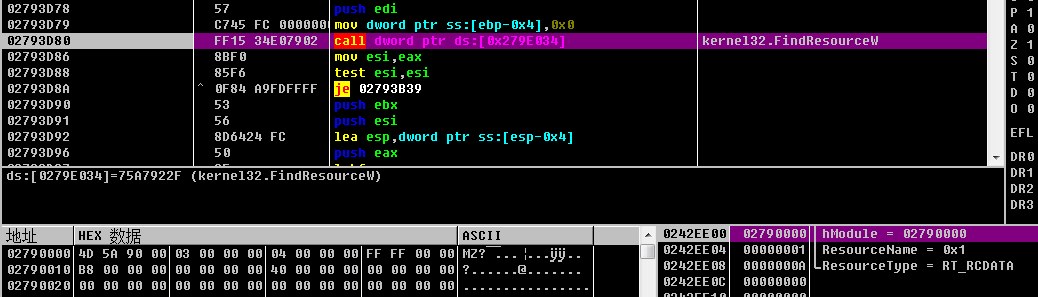 02793D78 57 push edi
02793D79 C745 FC 0000000 mov dword ptr ss:[ebp-0x4],0x0
02793D80 FF15 34E07902 call dword ptr ds:[0x279E034] kernel32.FindResourceW
02793D86 8BF0 mov esi,eax
02793D88 85F6 test esi,esi
02793D8A ^ 0F84 A9FDFFFF je 02793B39
02793D90 53 push ebx
02793D91 56 push esi
02793D92 8D6424 FC lea esp,dword ptr ss:[esp-0x4]
02793D96 50 push eax
P 1
A 0
Z 1
S 0
T 0
D 0
O 0
EFL
DR0
DR1
DR2
DR3
ds:[0279E034]=75A7922F (kernel32.FindResourceW)
地址 HEX 数据 ASCII
02790000 4D 5A 90 00 03 00 00 00 04 00 00 00 FF FF 00 00 MZ?...¦...ÿÿ..
02790010 B8 00 00 00 00 00 00 00 40 00 00 00 00 00 00 00 ?.......@.......
02790020 00 00 00 00 00 00 00 00 00 00 00 00 00 00 00 00 ................
0242EE00 02790000 hModule = 02790000
0242EE04 00000001 ResourceName = 0x1
0242EE08 0000000A ResourceType = RT_RCDATA
0242EE0C 00000000